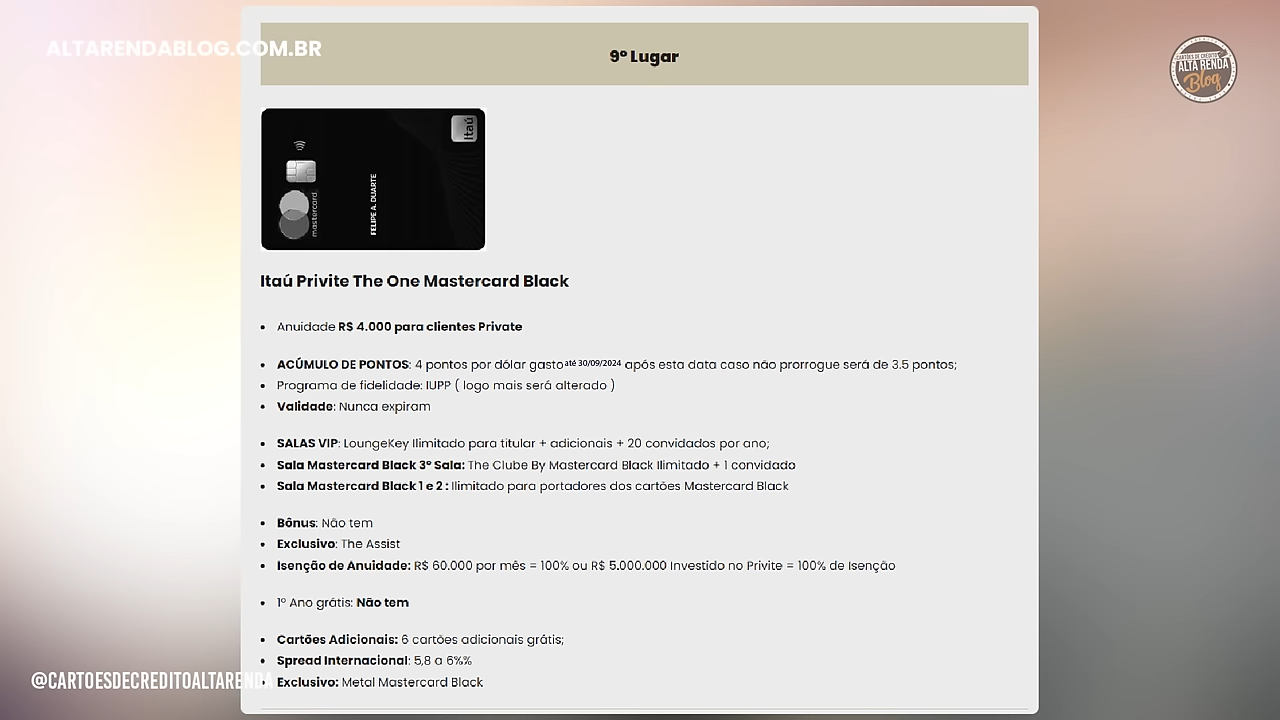 ALTARENDABLOG.COM.BR
9º Lugar
CARTÕES DE CRÉDITO
ALTA RENDA
Blog
Itaú
mastercard
FELIPE A. DUARTE
Itaú Privite The One Mastercard Black
• Anuidade R$ 4.000 para clientes Private
• ACÚMULO DE PONTOS: 4 pontos por dólar gasto até 30/09/2024 após esta data caso não prorrogue será de 3.5 pontos;
• Programa de fidelidade: IUPP ( logo mais será alterado )
• Validade: Nunca expiram
• SALAS VIP: LoungeKey Ilimitado para titular + adicionais + 20 convidados por ano;
• Sala Mastercard Black 3º Sala: The Clube By Mastercard Black Ilimitado + 1 convidado
• Sala Mastercard Black 1 e 2 : Ilimitado para portadores dos cartões Mastercard Black
• Bônus: Não tem
• Exclusivo: The Assist
• Isenção de Anuidade: R$ 60.000 por mês = 100% ou R$ 5.000.000 Investido no Privite = 100% de Isenção
• 1º Ano grátis: Não tem
• Cartões Adicionais: 6 cartões adicionais grátis;
• Spread Internacional: 5,8 a 6%%
• Exclusivo: Metal Mastercard Black
@CARTOESDECREDITOALTARENDA